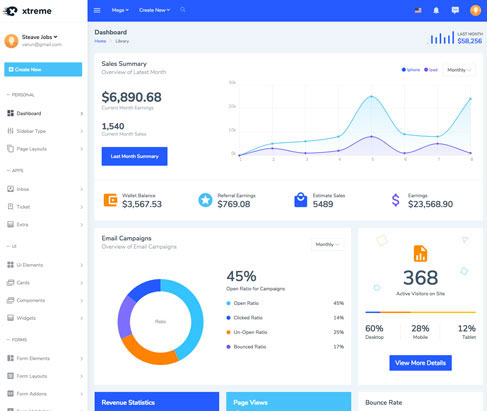 xtreme
Mega
Create New
Steave Jobs
varun@gmail.com
Create New
PERSONAL
Dashboard
Sidebar Type
Page Layouts
APPS
Inbox
Ticket
Extra
UI
Ui Elements
Cards
Components
Widgets
FORMS
Form Elements
Form Layouts
Form Addons
Dashboard
Home
Library
LAST MONTH
$58,256
Sales Summary
Overview of Latest Month
Iphone
Ipad
Monthly
$6,890.68
Current Month Earnings
1,540
Current Month Sales
Last Month Summary
20k
10k
0k
1 2 3 4 5 6 7 8
Wallet Balance
$3,567.53
Referral Earnings
$769.08
Estimate Sales
5489
Earnings
$23,568.90
Email Campaigns
Overview of Email Campaigns
Monthly
Ratio
45%
Open Ratio for Campaigns
Open Ratio 45%
Clicked Ratio 14%
Un-Open Ratio 25%
Bounced Ratio 17%
368
Active Visitors on Site
60% 28% 12%
Desktop Mobile Tablet
View More Details
Revenue Statistics
Page Views
Bounce Rate